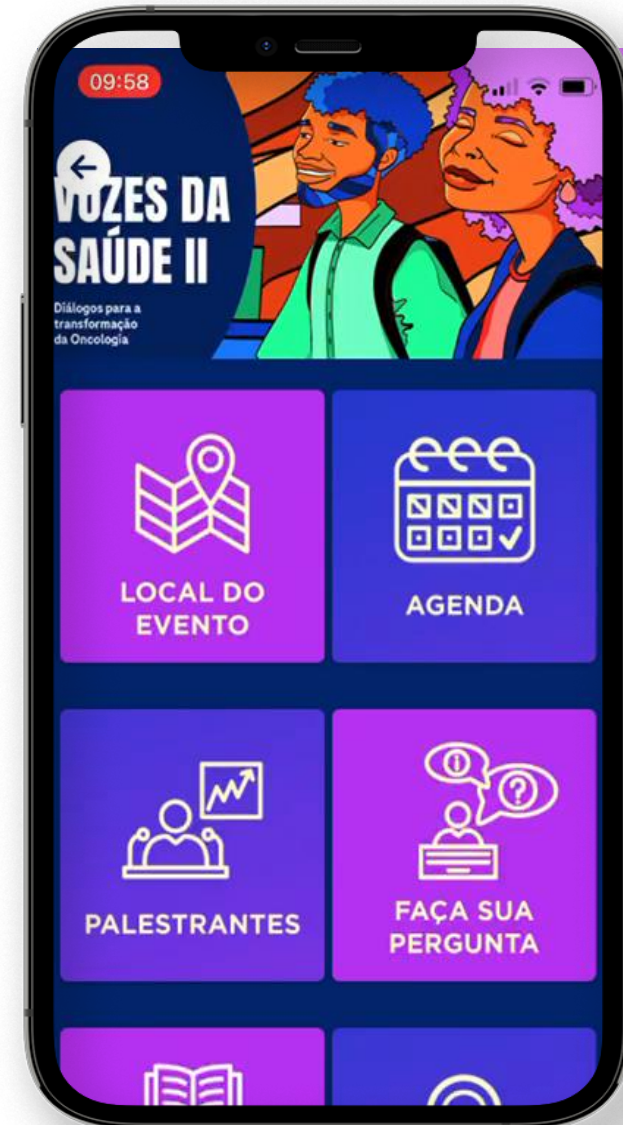 09:58
VOZES DA
SAÚDE II
Diálogos para a
transformação
da Oncologia
LOCAL DO
EVENTO
AGENDA
PALESTRANTES
FAÇA SUA
PERGUNTA